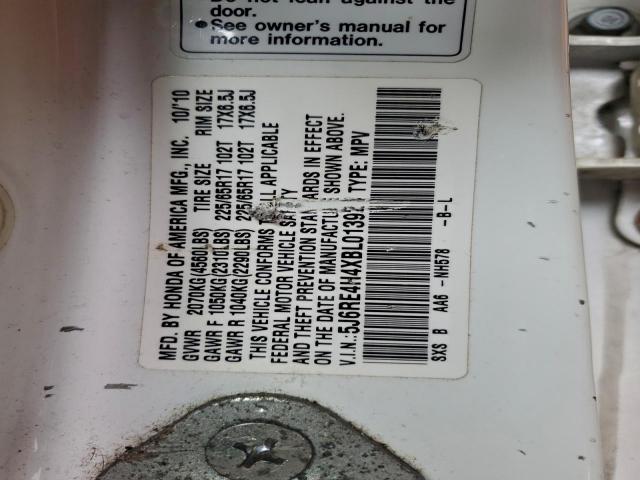 Do not lean against the
door.
●See owner's manual for
more information.
MFD. BY HONDA OF AMERICA MFG., INC. 10/'10
GVWR 2070KG(4560LBS) TIRE SIZE RIM SIZE
GAWR F 1050KG(2310LBS) 225/65R17 102T 17X6.5J
GAWR R 1040KG(2290LBS) 225/65R17 102T 17X6.5J
THIS VEHICLE CONFORMS ALL APPLICABLE
FEDERAL MOTOR VEHICLE SAFETY
AND THEFT PREVENTION STANDARDS IN EFFECT
ON THE DATE OF MANUFACTURE SHOWN ABOVE.
V.I.N.:5J6RE4H4XBL01392 TYPE: MPV
SXS B AA6 -NH578 -B-L